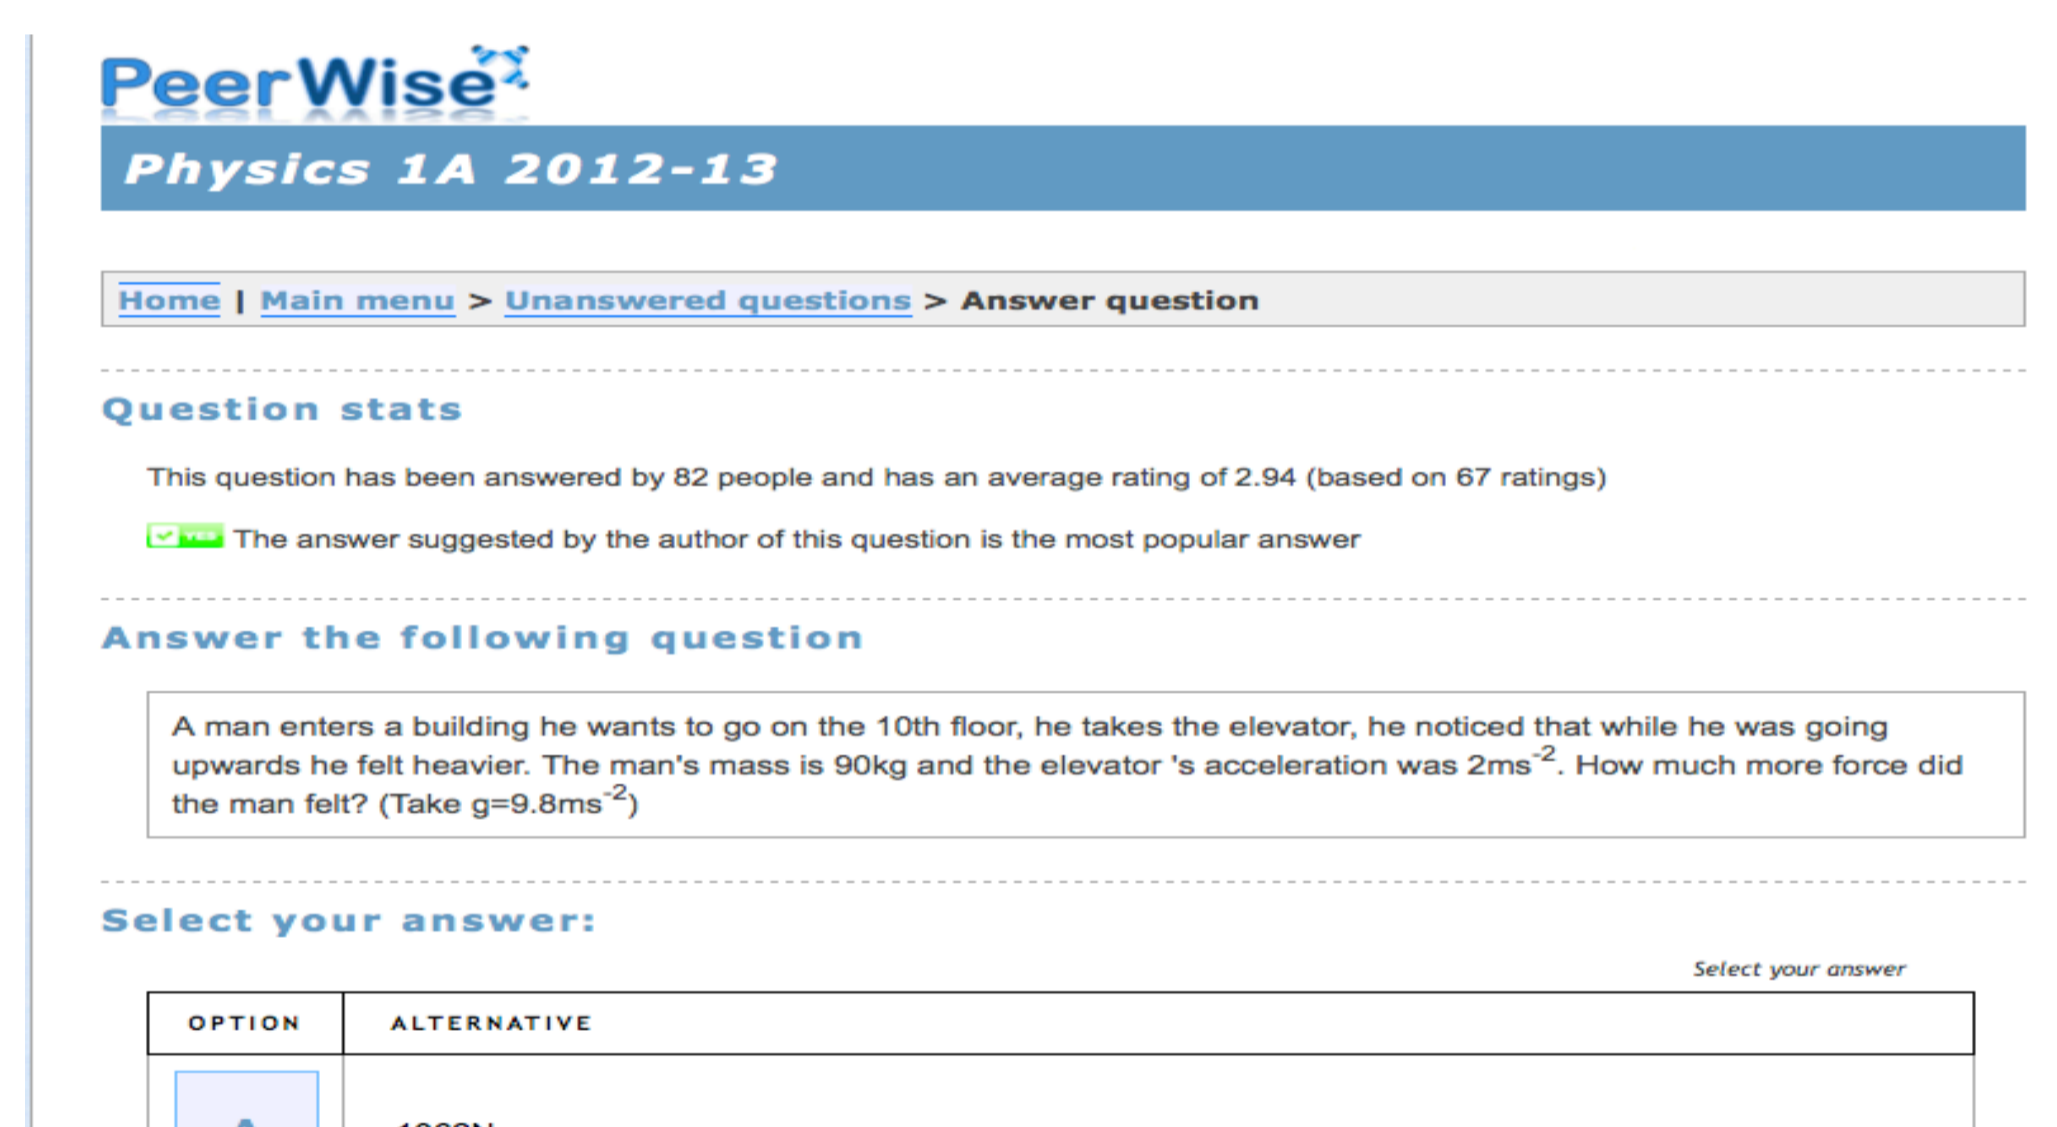 PeerWise
Physics 1A 2012-13
Home | Main menu > Unanswered questions > Answer question
Question stats
This question has been answered by 82 people and has an average rating of 2.94 (based on 67 ratings)
YES The answer suggested by the author of this question is the most popular answer
Answer the following question
A man enters a building he wants to go on the 10th floor, he takes the elevator, he noticed that while he was going
upwards he felt heavier. The man's mass is 90kg and the elevator 's acceleration was 2ms-2. How much more force did
the man felt? (Take g=9.8ms-2)
Select your answer:
Select your answer
OPTION ALTERNATIVE